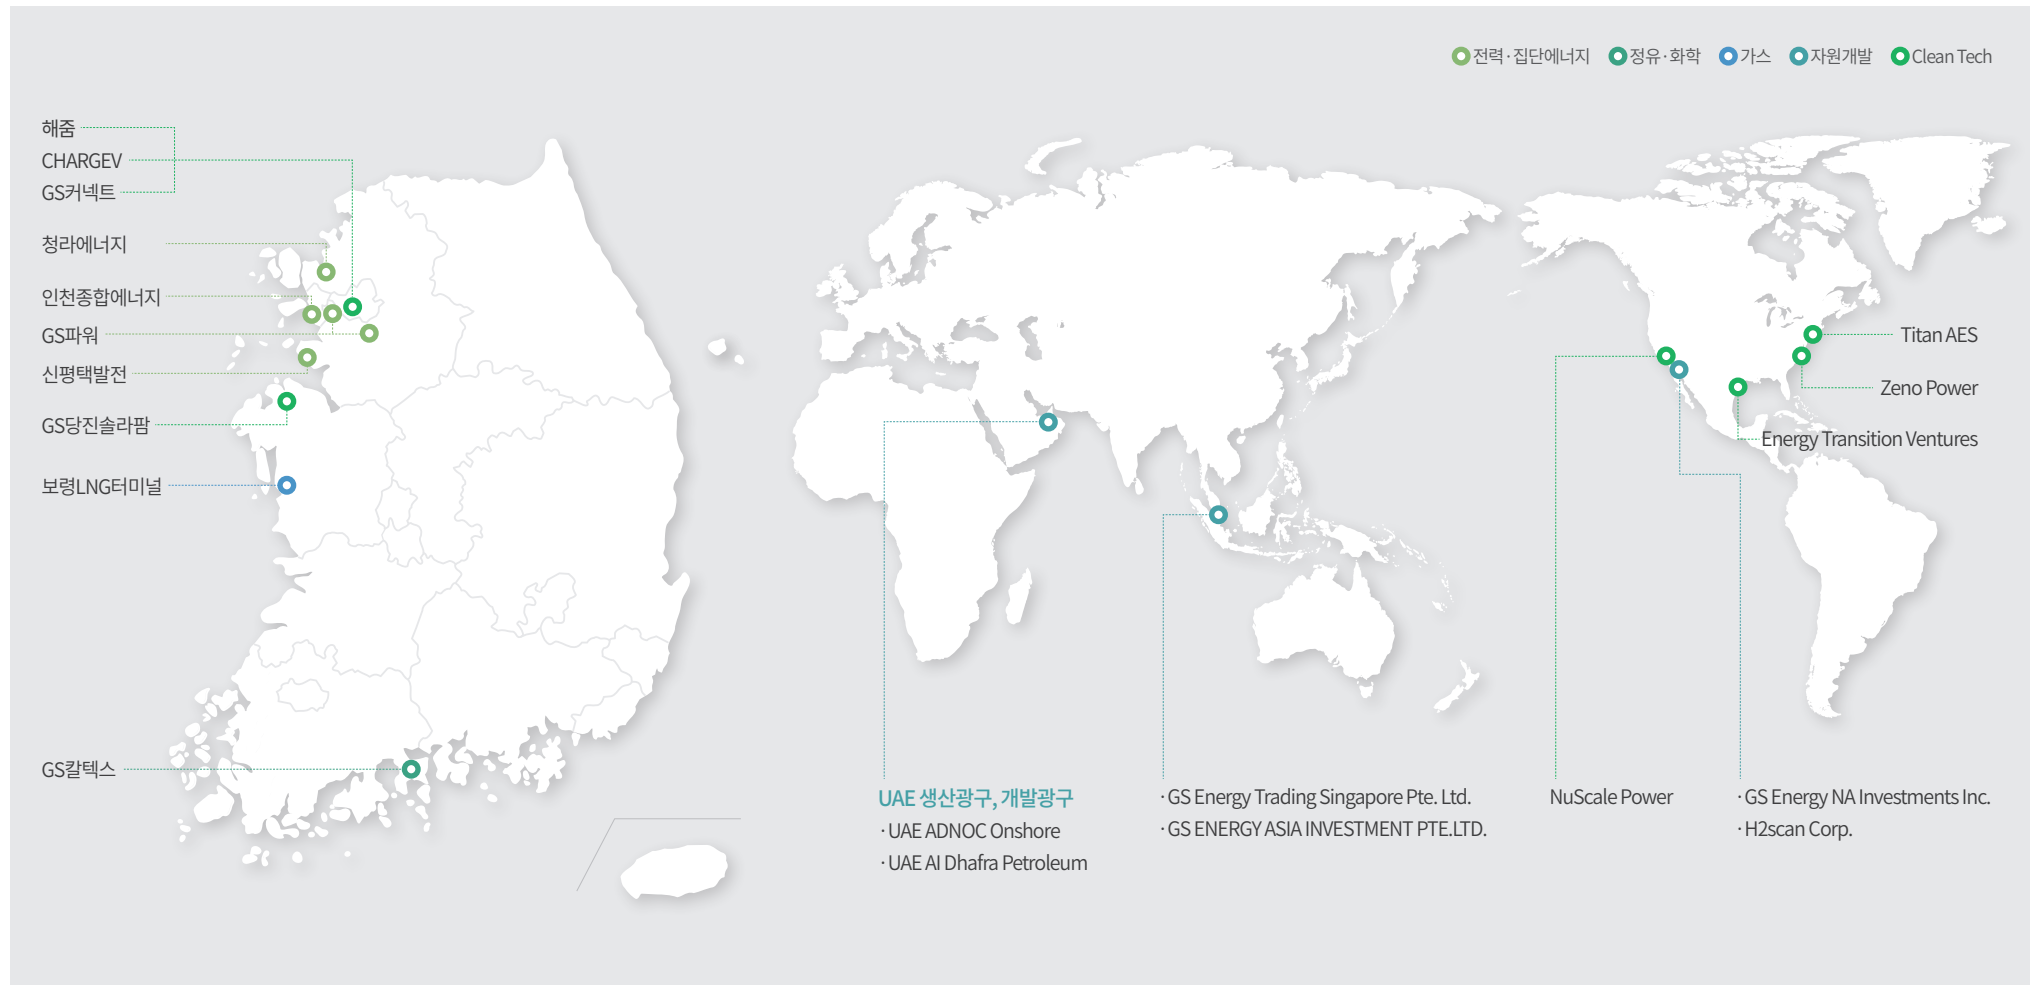 전력·집단에너지 정유·화학 가스 자원개발 Clean Tech
해줌
CHARGEV
GS커넥트
청라에너지
인천종합에너지
GS파워
신평택발전
GS당진솔라팜
보령LNG터미널
GS칼텍스
Titan AES
Zeno Power
Energy Transition Ventures
UAE 생산광구, 개발광구
· UAE ADNOC Onshore
· UAE AI Dhafra Petroleum
· GS Energy Trading Singapore Pte. Ltd.
· GS ENERGY ASIA INVESTMENT PTE.LTD.
NuScale Power
· GS Energy NA Investments Inc.
· H2scan Corp.